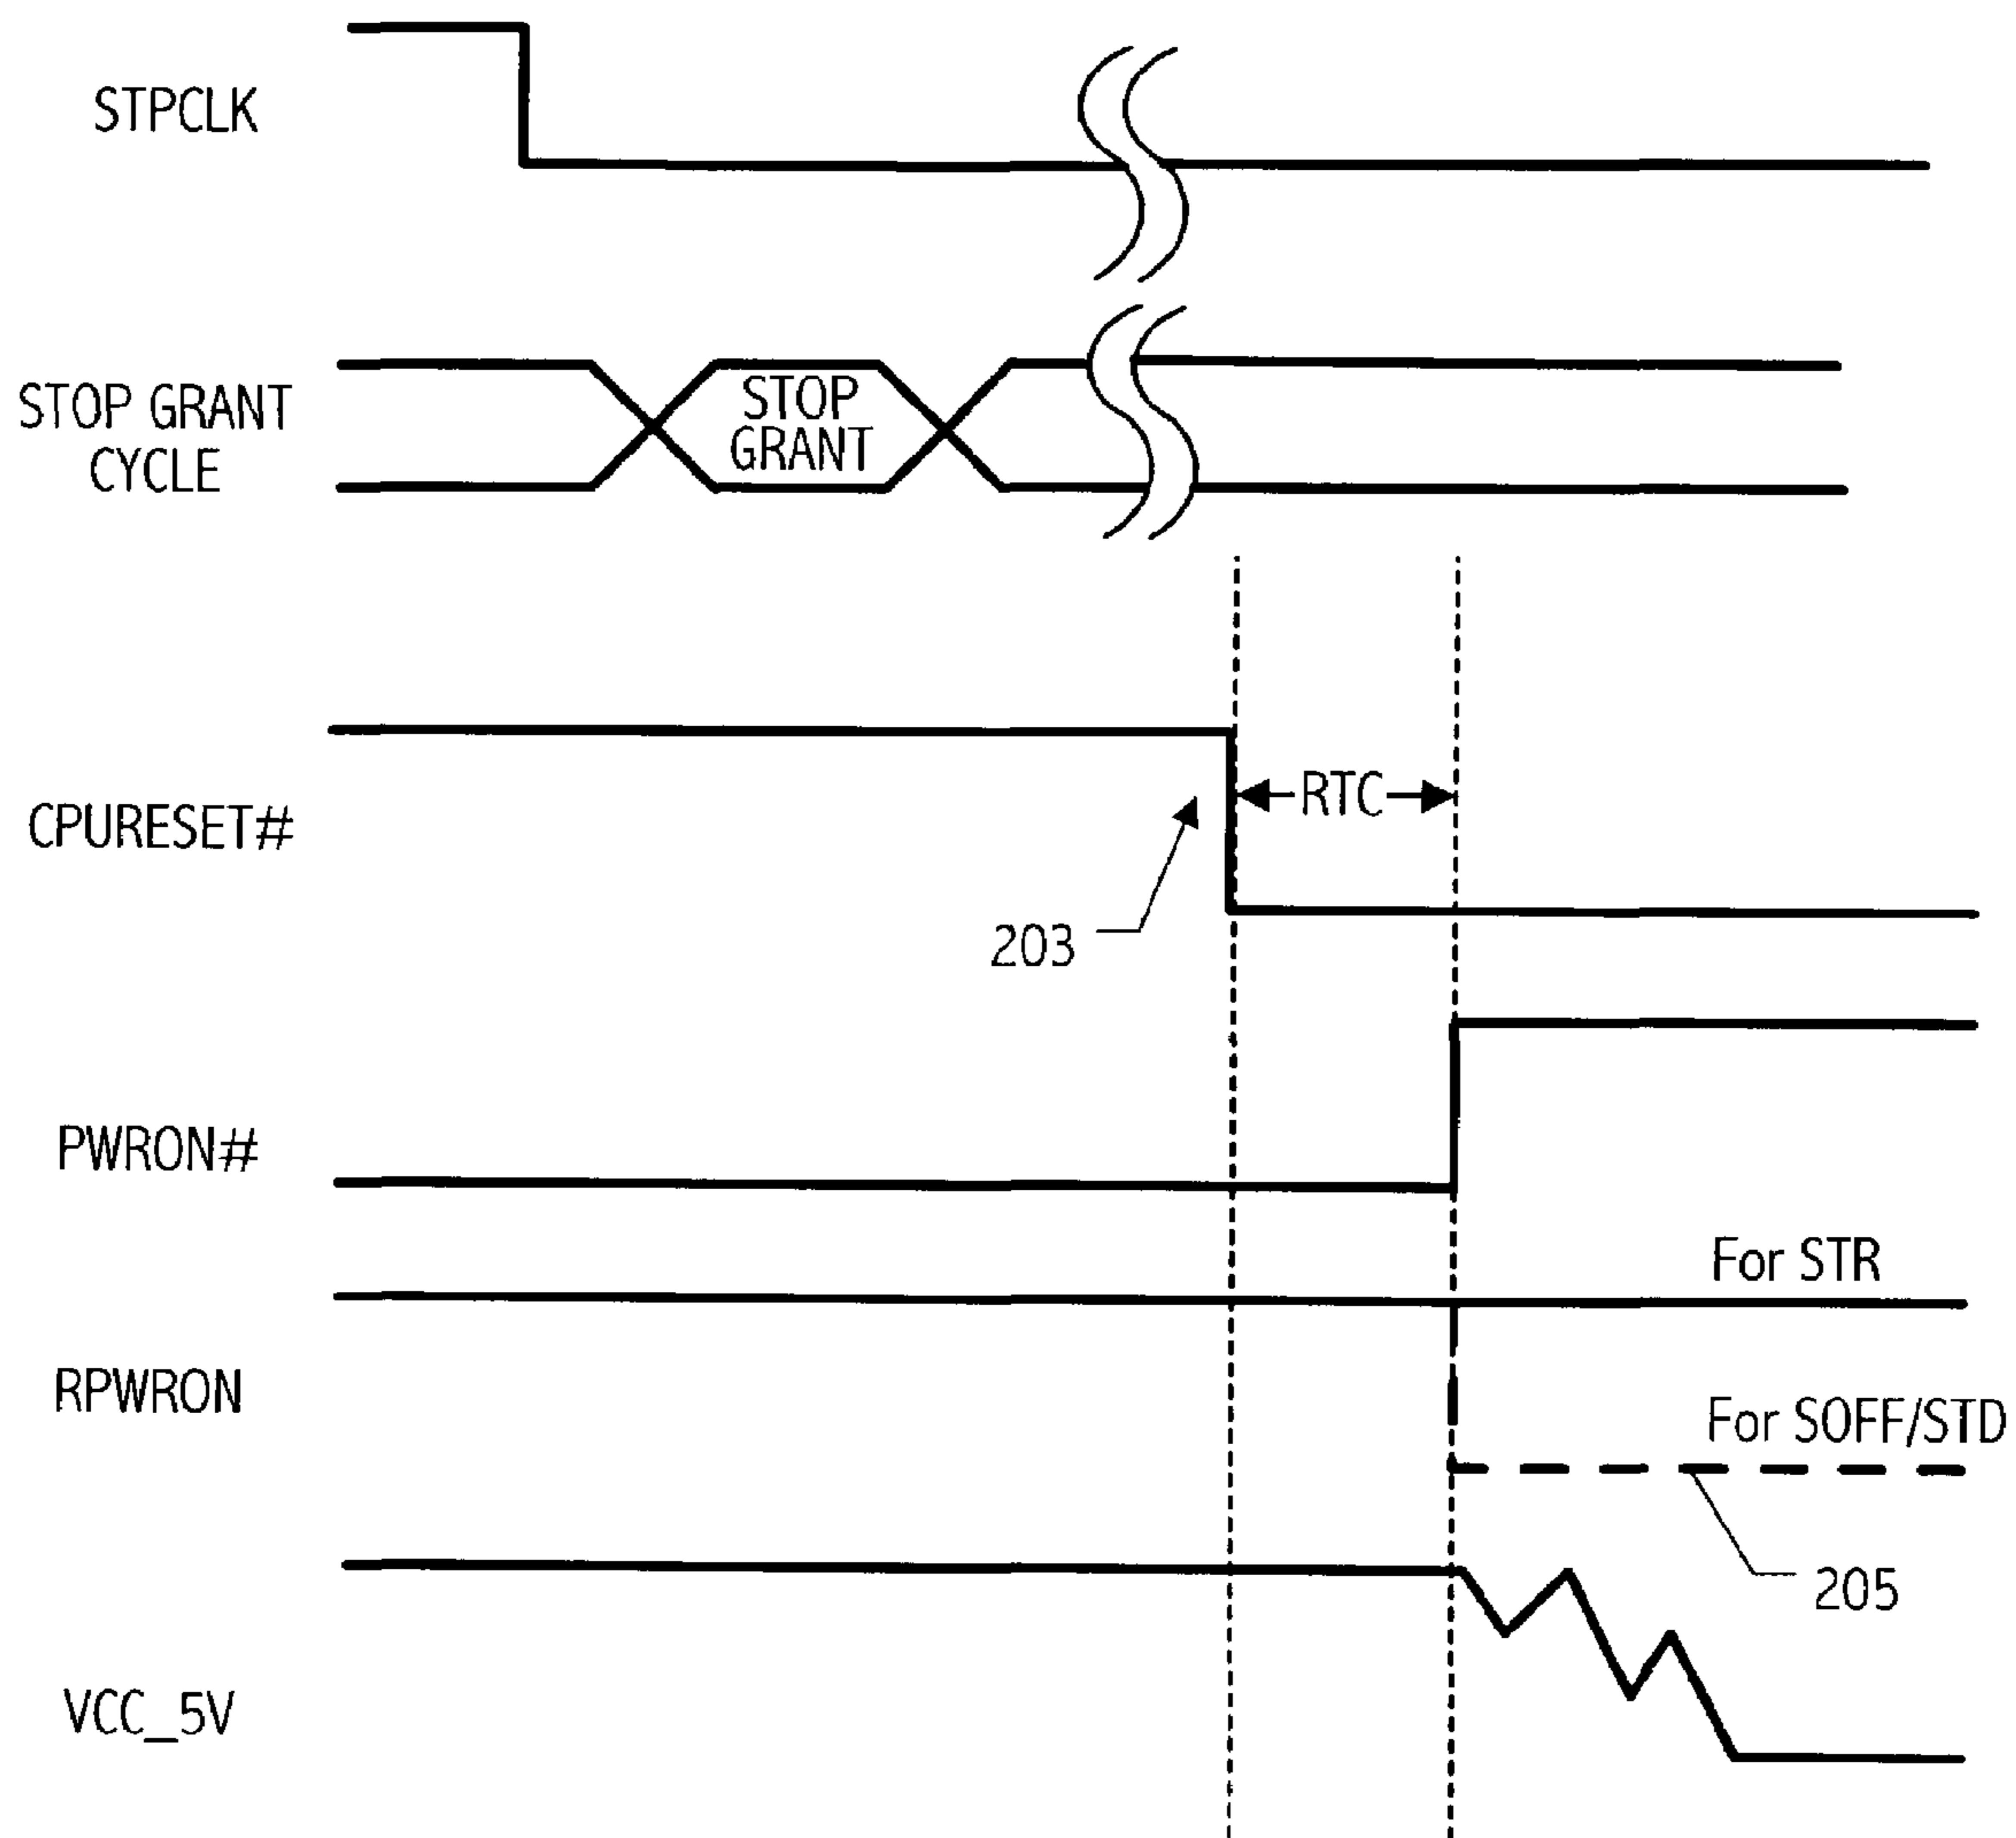 STPCLK
STOP GRANT
CYCLE
STOP
GRANT
CPURESET#
RTC
203
PWRON#
For STR
RPWRON
For SOFF/STD
205
VCC_5V